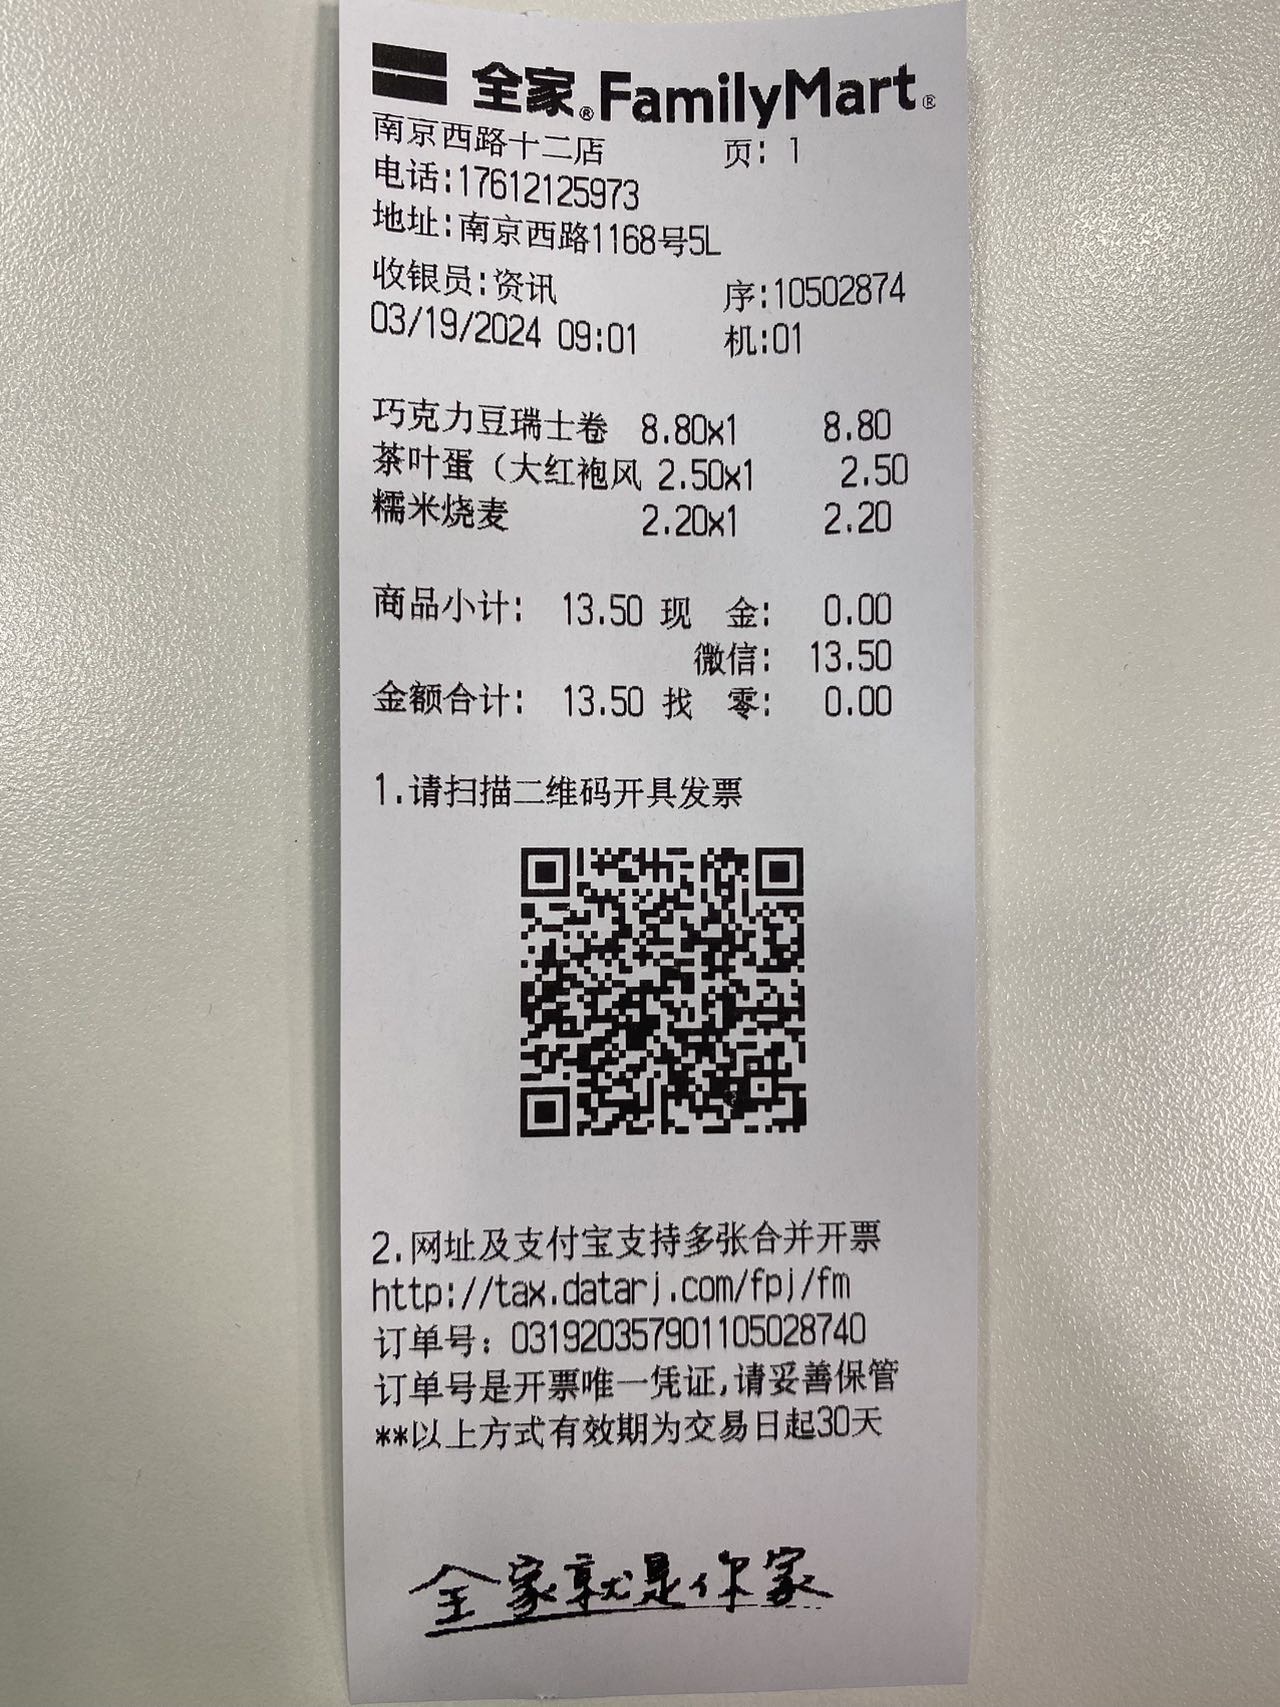 全家®FamilyMart®
南京西路十二店 页: 1
电话:17612125973
地址:南京西路1168号5L
收银员:资讯 序:10502874
03/19/2024 09:01 机:01
巧克力豆瑞士卷 8.80x1 8.80
茶叶蛋（大红袍风 2.50x1 2.50
糯米烧麦 2.20x1 2.20
商品小计: 13.50 现 金: 0.00
微信: 13.50
金额合计: 13.50 找 零: 0.00
1.请扫描二维码开具发票
2.网址及支付宝支持多张合并开票
http://tax.datarj.com/fpj/fm
订单号: 031920357901105028740
订单号是开票唯一凭证,请妥善保管
**以上方式有效期为交易日起30天
全家就是你家